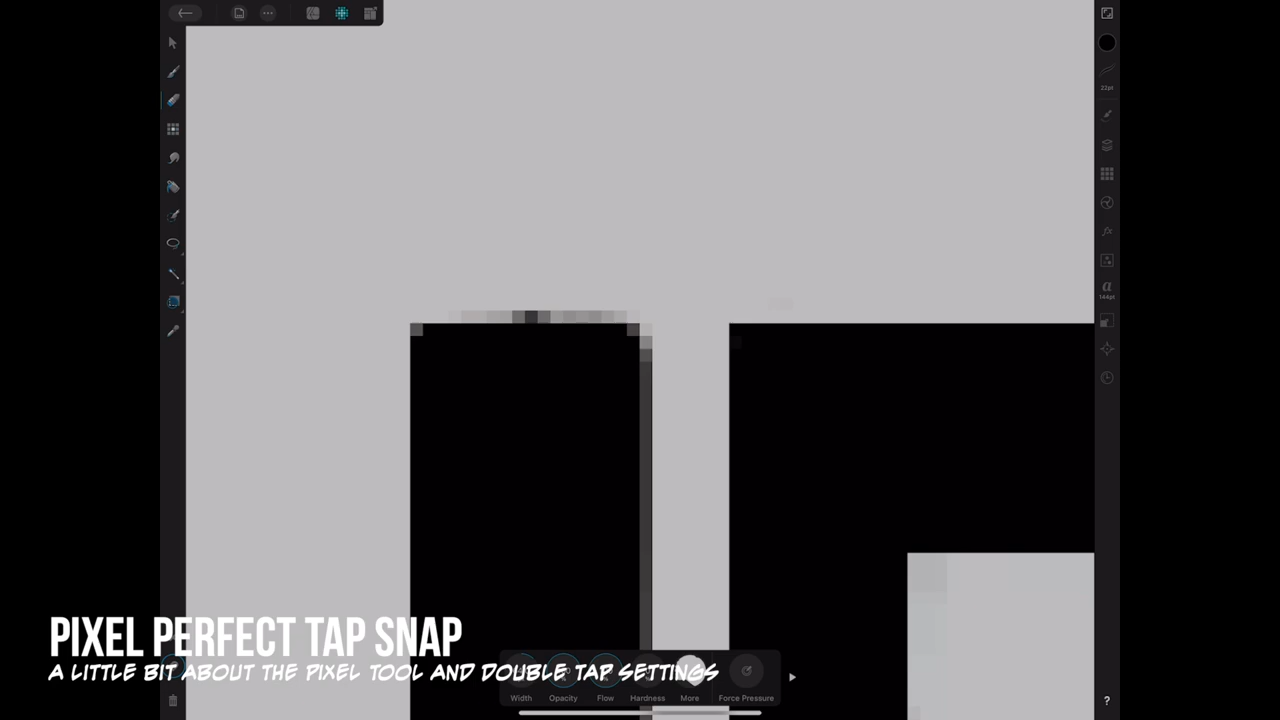 22pt
a
144pt
PIXEL PERFECT TAP SNAP
A LITTLE BIT ABOUT THE PIXEL TOOL AND DOUBLE TAP SETTINGS
Width Opacity Flow Hardness More Force Pressure
?